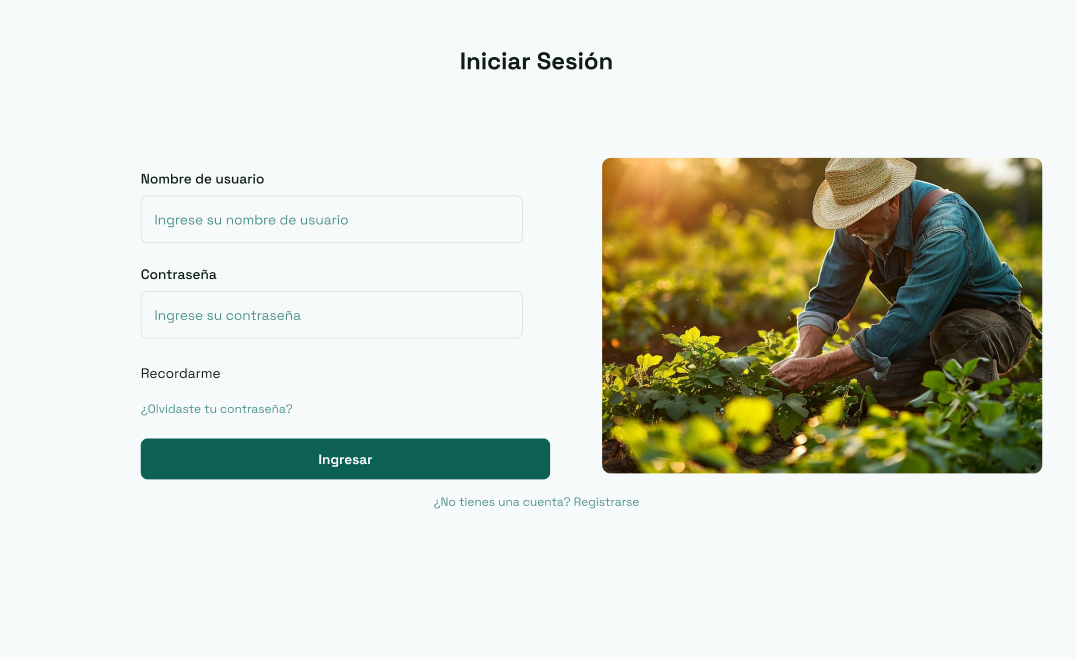 Iniciar Sesión
Nombre de usuario
Ingrese su nombre de usuario
Contraseña
Ingrese su contraseña
Recordarme
¿Olvidaste tu contraseña?
Ingresar
¿No tienes una cuenta? Registrarse